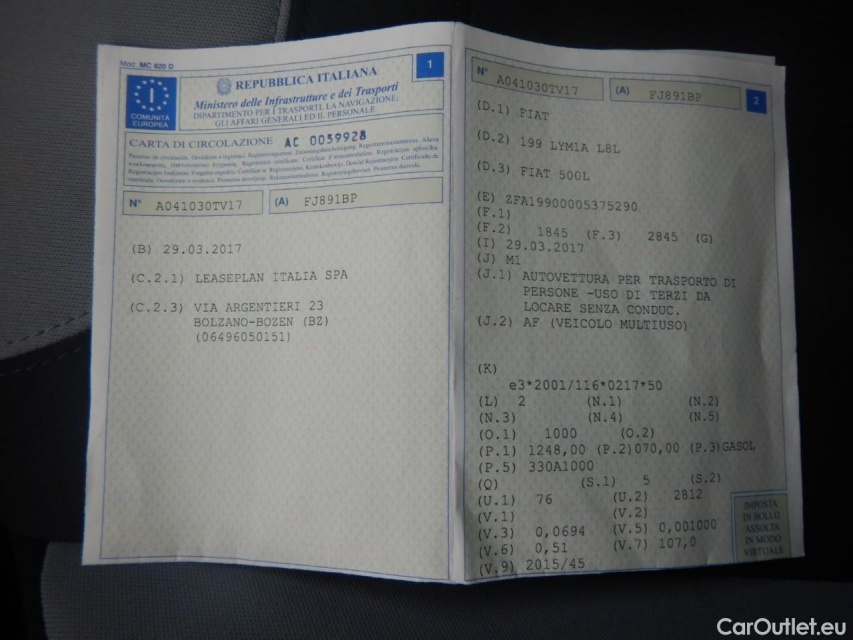 Mod. MC 820 D
1
COMUNITÀ
EUROPEA
REPUBBLICA ITALIANA
Ministero delle Infrastrutture e dei Trasporti
DIPARTIMENTO PER I TRASPORTI, LA NAVIGAZIONE,
GLI AFFARI GENERALI ED IL PERSONALE
CARTA DI CIRCOLAZIONE AC 0059928
N° A041030TV17 (A) FJ891BP
(B) 29.03.2017
(C.2.1) LEASEPLAN ITALIA SPA
(C.2.3) VIA ARGENTIERI 23
BOLZANO-BOZEN (BZ)
(06496050151)
N° A041030TV17 (A) FJ891BP 2
(D.1) FIAT
(D.2) 199 LYM1A L8L
(D.3) FIAT 500L
(E) ZFA19900005375290
(F.1)
(F.2) 1845 (F.3) 2845 (G)
(I) 29.03.2017
(J) M1
(J.1) AUTOVETTURA PER TRASPORTO DI
PERSONE -USO DI TERZI DA
LOCARE SENZA CONDUC.
(J.2) AF (VEICOLO MULTIUSO)
(K)
e3*2001/116*0217*50
(L) 2 (N.1) (N.2)
(N.3) (N.4) (N.5)
(O.1) 1000 (O.2)
(P.1) 1248,00 (P.2)070,00 (P.3)GASOL
(P.5) 330A1000
(Q) (S.1) 5 (S.2)
(U.1) 76 (U.2) 2812
(V.1) (V.2)
(V.3) 0,0694 (V.5) 0,001000
(V.6) 0,51 (V.7) 107,0
(V.9) 2015/45
IMPOSTA
DI BOLLO
ASSOLTA
IN MODO
VIRTUALE
CarOutlet.eu